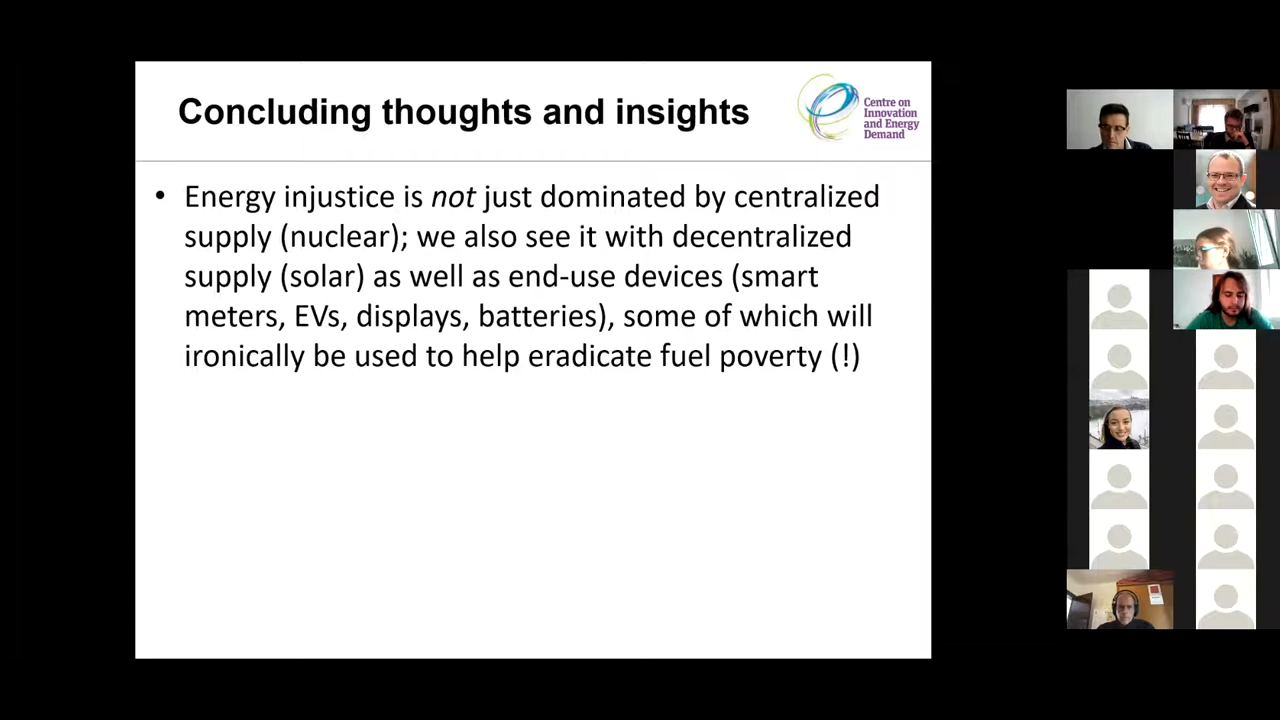 Concluding thoughts and insights
Centre on
Innovation
and Energy
Demand
• Energy injustice is not just dominated by centralized
supply (nuclear); we also see it with decentralized
supply (solar) as well as end-use devices (smart
meters, EVs, displays, batteries), some of which will
ironically be used to help eradicate fuel poverty (!)